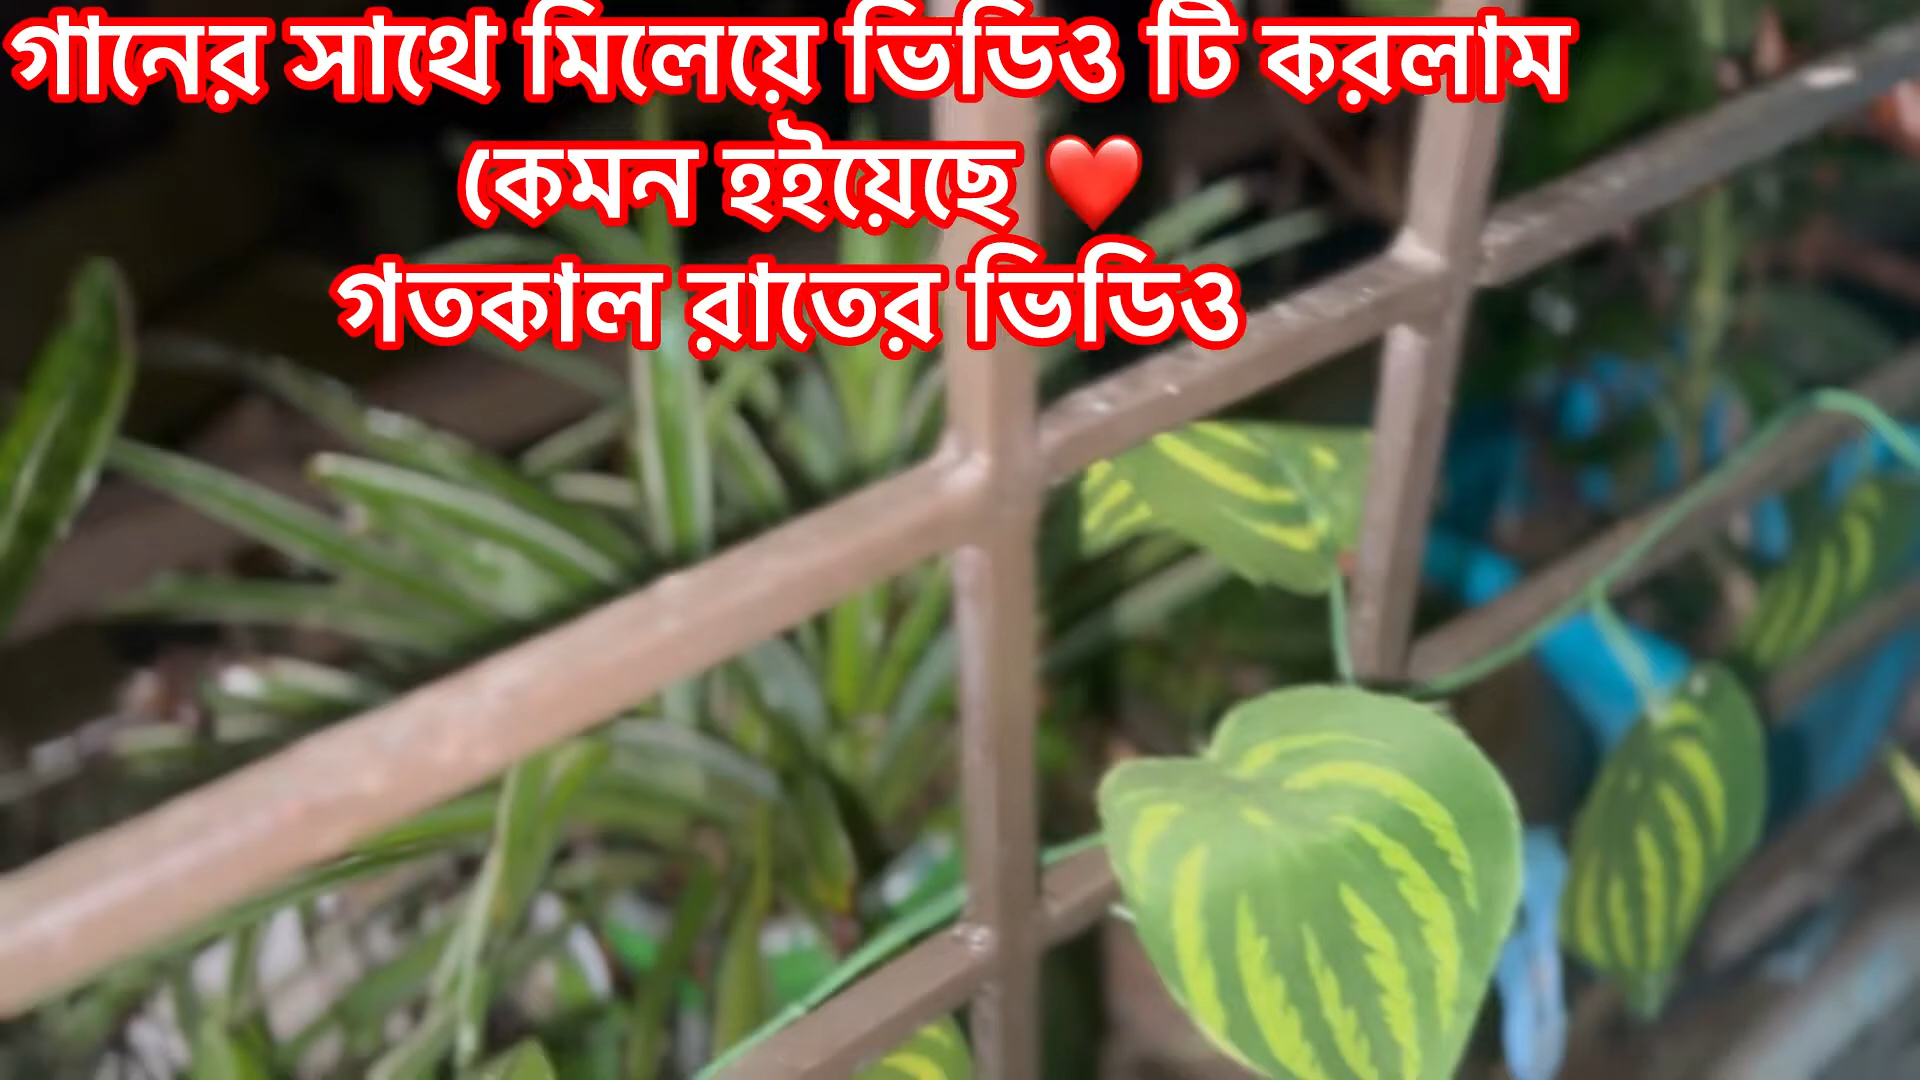 গানের সাথে মিলেয়ে ভিডিও টি করলাম
কেমন হইয়েছে ❤️
গতকাল রাতের ভিডিও